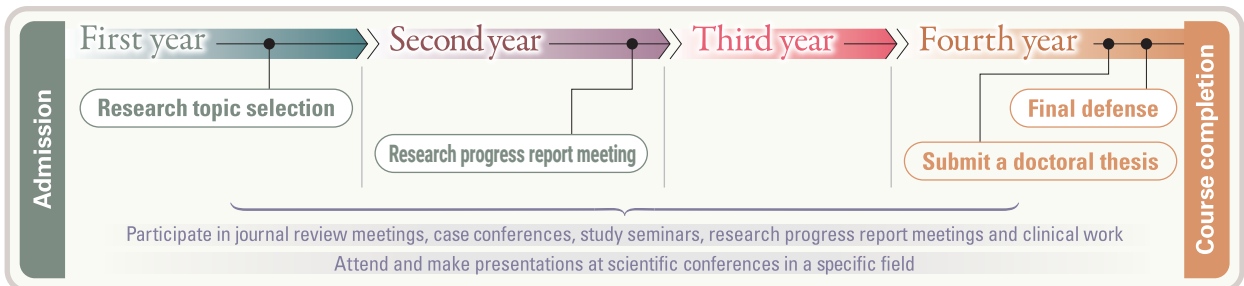 Admission
First year
Second year
Third year
Fourth year
Research topic selection
Research progress report meeting
Final defense
Submit a doctoral thesis
Course completion
Participate in journal review meetings, case conferences, study seminars, research progress report meetings and clinical work
Attend and make presentations at scientific conferences in a specific field